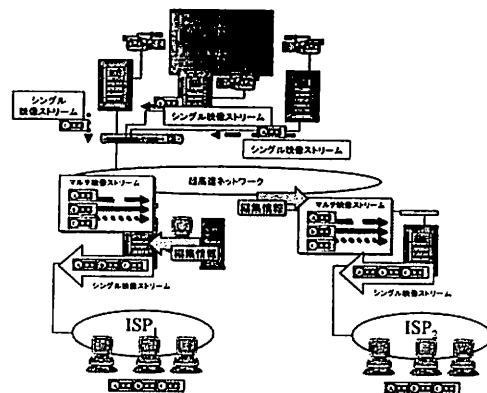 シングル
映像ストリーム
シングル映像ストリーム
シングル映像ストリーム
超高速ネットワーク
マルチ映像ストリーム
編集情報
マルチ映像ストリーム
編集情報
シングル映像ストリーム
シングル映像ストリーム
ISP1
ISP2